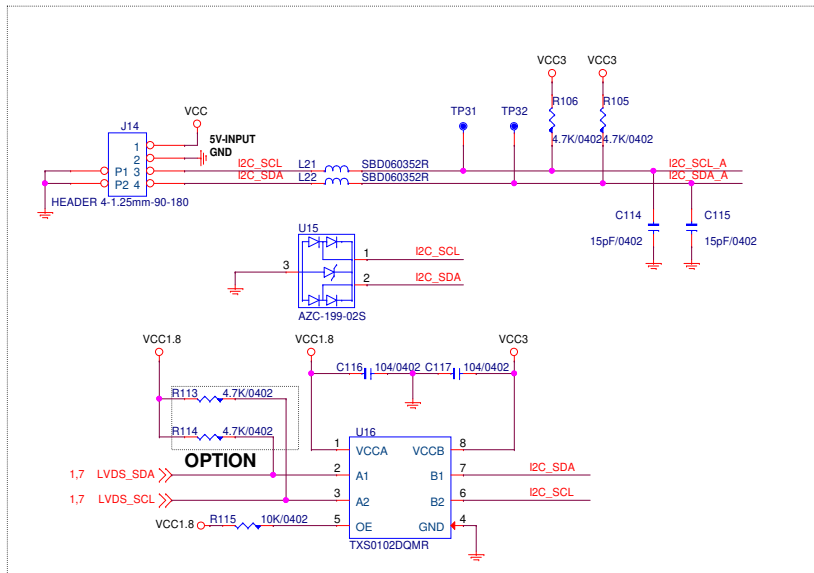 VCC3 VCC3
R106 R105
TP31 TP32
4.7K/0402 4.7K/0402
VCC
J14
5V-INPUT
1
GND
2
I2C_SCL L21 SBD060352R I2C_SCL_A
P1 3
I2C_SDA L22 SBD060352R I2C_SDA_A
P2 4
HEADER 4-1.25mm-90-180
C114 C115
15pF/0402 15pF/0402
U15
1 I2C_SCL
3
2 I2C_SDA
AZC-199-02S
VCC1.8 VCC1.8 VCC3
C116 104/0402 C117 104/0402
R113 4.7K/0402
R114 4.7K/0402
OPTION
U16
1 VCCA VCCB 8
1,7 LVDS_SDA 2 A1 B1 7 I2C_SDA
1,7 LVDS_SCL 3 A2 B2 6 I2C_SCL
VCC1.8 R115 10K/0402 5 OE GND 4
TXS0102DQMR